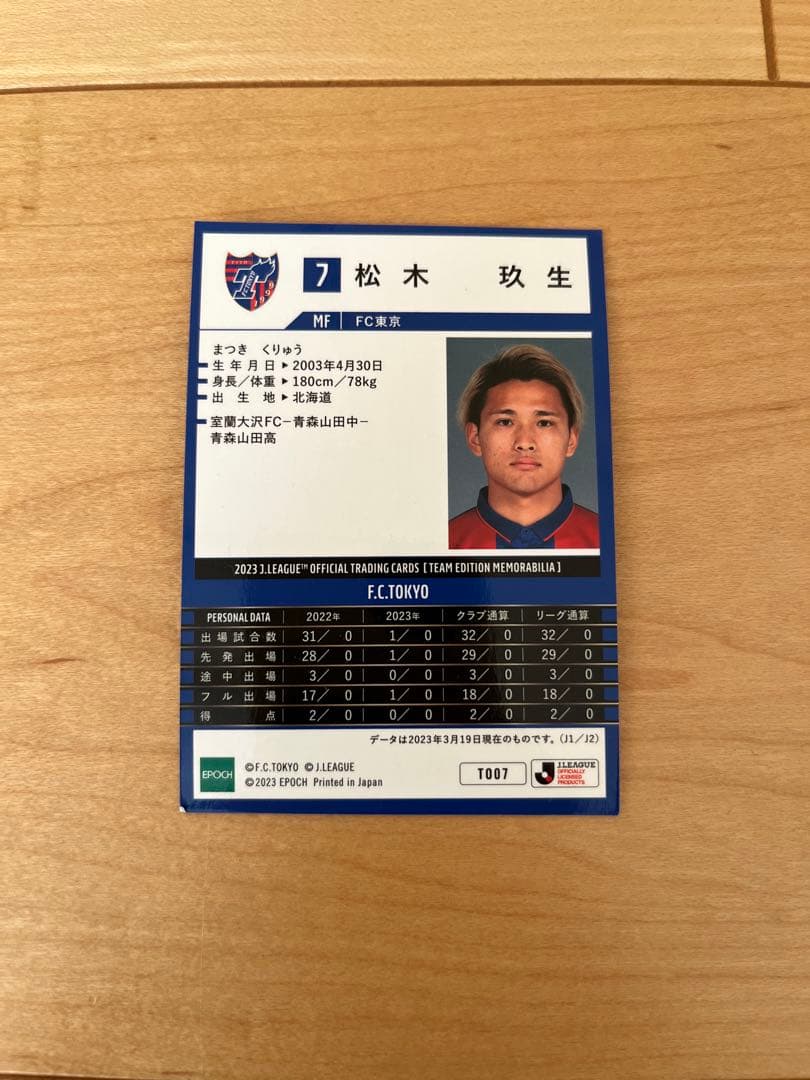 7 松木 玖生
F.C.TOKYO
1999
MF FC東京
まつき くりゅう
生年月日 ▶ 2003年4月30日
身長/体重 ▶ 180cm/78kg
出生地 ▶ 北海道
室蘭大沢FC−青森山田中−
青森山田高
2023 J.LEAGUE™ OFFICIAL TRADING CARDS [TEAM EDITION MEMORABILIA]
F.C.TOKYO
PERSONAL DATA 2022年 2023年 クラブ通算 リーグ通算
出場試合数 31/ 0 1/ 0 32/ 0 32/ 0
先発出場 28/ 0 1/ 0 29/ 0 29/ 0
途中出場 3/ 0 0/ 0 3/ 0 3/ 0
フル出場 17/ 0 1/ 0 18/ 0 18/ 0
得点 2/ 0 0/ 0 2/ 0 2/ 0
データは2023年3月19日現在のものです。(J1/J2)
EPOCH
©F.C.TOKYO ©J.LEAGUE
©2023 EPOCH Printed in Japan
T007
J.LEAGUE
OFFICIALLY
LICENSED
PRODUCTS